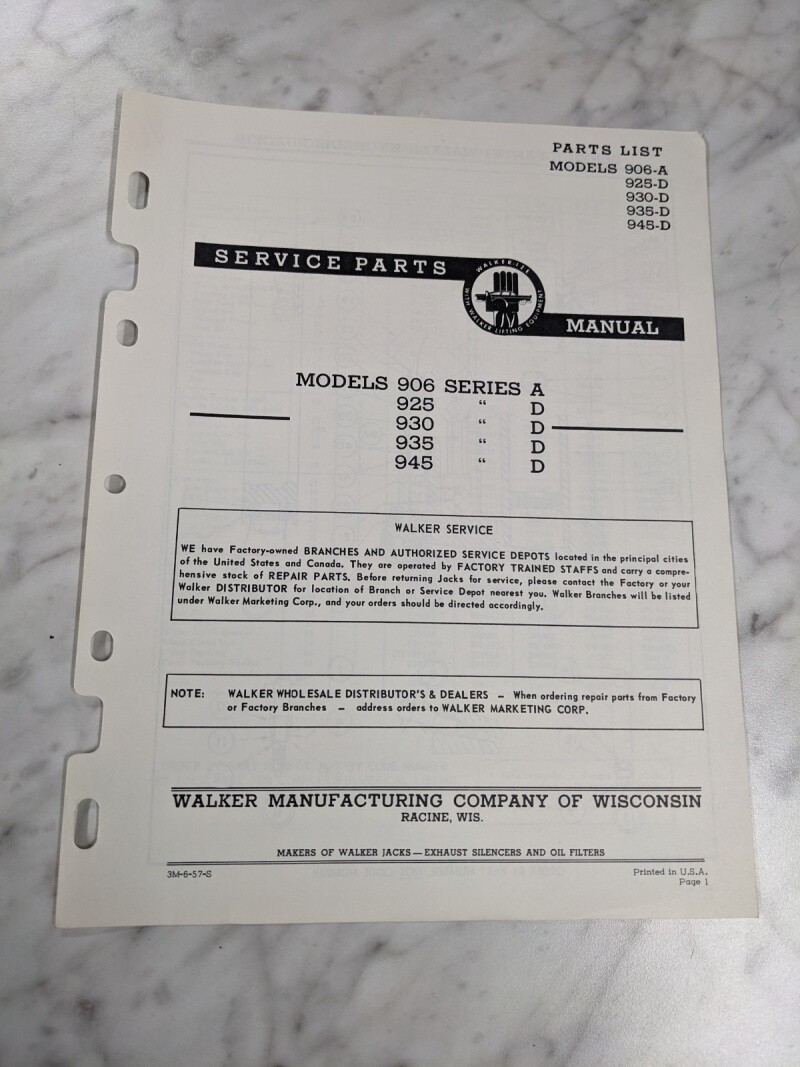 PARTS LIST
MODELS 906-A
925-D
930-D
935-D
945-D
SERVICE PARTS
WALKER-IZE
WITH WALKER LIFTING EQUIPMENT
MANUAL
MODELS 906 SERIES A
925 “ D
930 “ D
935 “ D
945 “ D
WALKER SERVICE
WE have Factory-owned BRANCHES AND AUTHORIZED SERVICE DEPOTS located in the principal cities
of the United States and Canada. They are operated by FACTORY TRAINED STAFFS and carry a compre-
hensive stock of REPAIR PARTS. Before returning Jacks for service, please contact the Factory or your
Walker DISTRIBUTOR for location of Branch or Service Depot nearest you. Walker Branches will be listed
under Walker Marketing Corp., and your orders should be directed accordingly.
NOTE: WALKER WHOLESALE DISTRIBUTOR'S & DEALERS — When ordering repair parts from Factory
or Factory Branches — address orders to WALKER MARKETING CORP.
WALKER MANUFACTURING COMPANY OF WISCONSIN
RACINE, WIS.
MAKERS OF WALKER JACKS — EXHAUST SILENCERS AND OIL FILTERS
3M-6-57-S
Printed in U.S.A.
Page 1